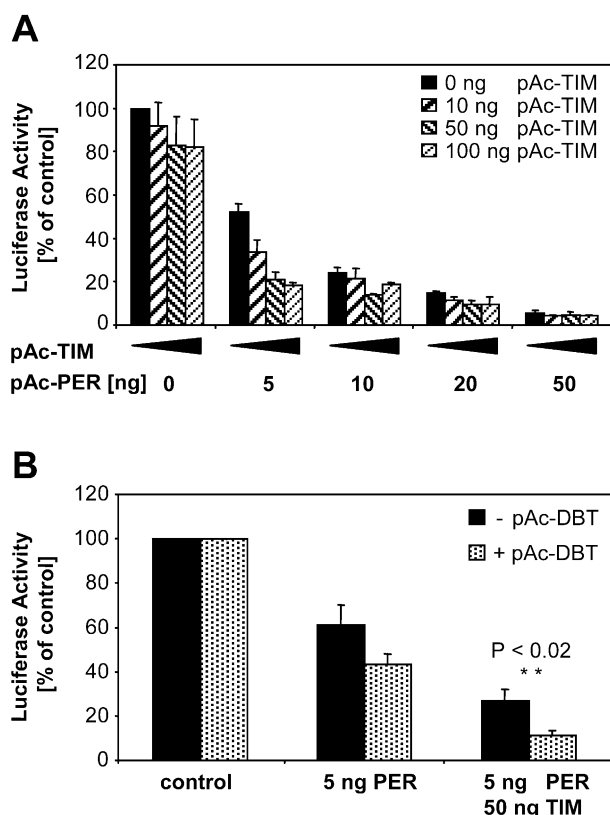 A
120
100
80
60
40
20
0
Luciferase Activity
[% of control]
0 ng pAc-TIM
10 ng pAc-TIM
50 ng pAc-TIM
100 ng pAc-TIM
pAc-TIM
pAc-PER [ng] 0 5 10 20 50
B
120
100
80
60
40
20
0
Luciferase Activity
[% of control]
- pAc-DBT
+ pAc-DBT
P < 0.02
**
control 5 ng PER 5 ng PER
50 ng TIM